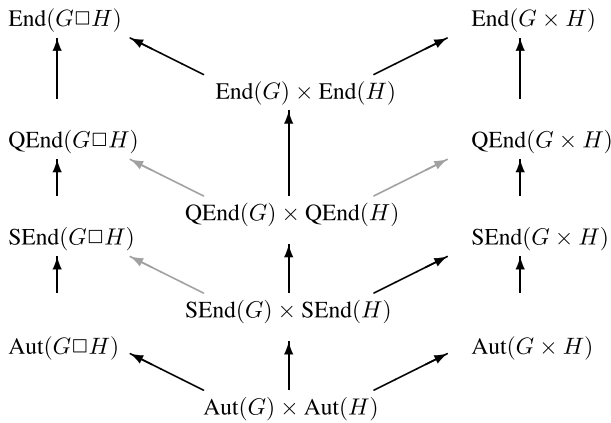 End(G□H) End(G × H)
End(G) × End(H)
QEnd(G□H) QEnd(G × H)
QEnd(G) × QEnd(H)
SEnd(G□H) SEnd(G × H)
SEnd(G) × SEnd(H)
Aut(G□H) Aut(G × H)
Aut(G) × Aut(H)